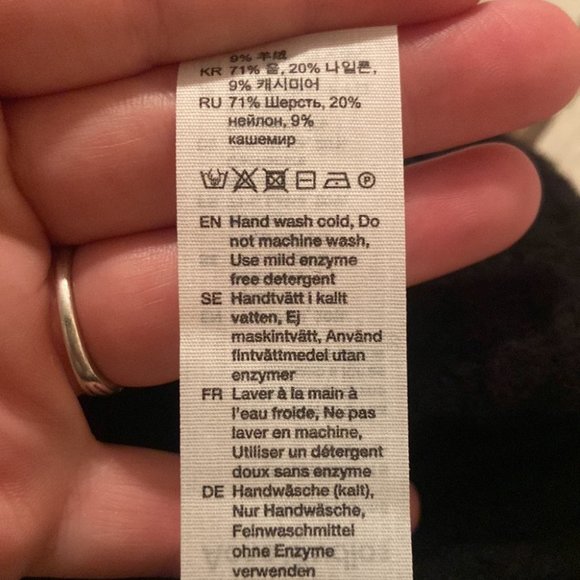 9% 羊绒
KR 71% 울, 20% 나일론,
9% 캐시미어
RU 71% Шерсть, 20%
нейлон, 9%
кашемир
P
EN Hand wash cold, Do
not machine wash,
Use mild enzyme
free detergent
SE Handtvätt i kallt
vatten, Ej
maskintvätt, Använd
fintvättmedel utan
enzymer
FR Laver à la main à
l'eau froide, Ne pas
laver en machine,
Utiliser un détergent
doux sans enzyme
DE Handwäsche (kalt),
Nur Handwäsche,
Feinwaschmittel
ohne Enzyme
verwenden